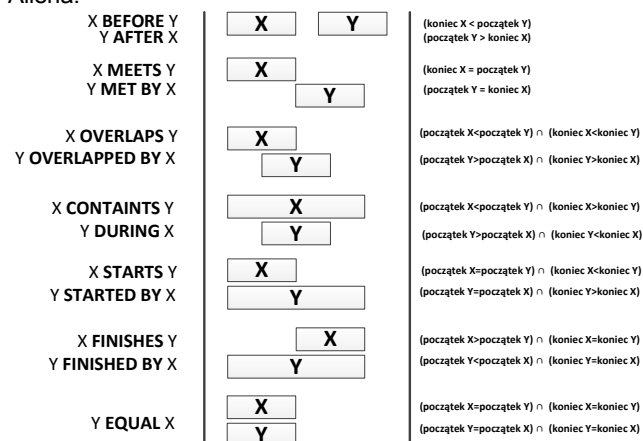 Allena.
X BEFORE Y
Y AFTER X
X
Y
(koniec X < początek Y)
(początek Y > koniec X)
X MEETS Y
Y MET BY X
X
Y
(koniec X = początek Y)
(początek Y = koniec X)
X OVERLAPS Y
Y OVERLAPPED BY X
X
Y
(początek X<początek Y) ∩ (koniec X<koniec Y)
(początek Y>początek X) ∩ (koniec Y>koniec X)
X CONTAINTS Y
Y DURING X
X
Y
(początek X<początek Y) ∩ (koniec X>koniec Y)
(początek Y>początek X) ∩ (koniec Y<koniec X)
X STARTS Y
Y STARTED BY X
X
Y
(początek X=początek Y) ∩ (koniec X<koniec Y)
(początek Y=początek X) ∩ (koniec Y>koniec X)
X FINISHES Y
Y FINISHED BY X
X
Y
(początek X>początek Y) ∩ (koniec X=koniec Y)
(początek Y<początek X) ∩ (koniec Y=koniec X)
Y EQUAL X
X
Y
(początek X=początek Y) ∩ (koniec X=koniec Y)
(początek Y=początek X) ∩ (koniec Y=koniec X)